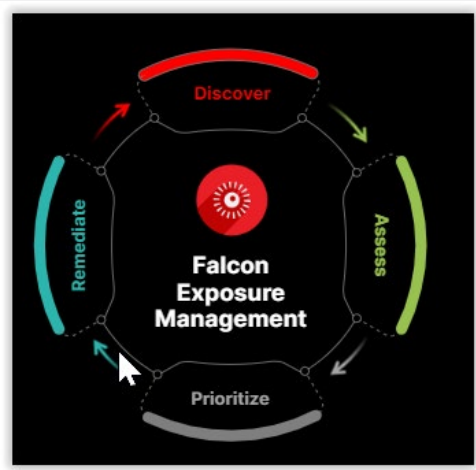 Discover
Assess
Prioritize
Remediate
Falcon
Exposure
Management